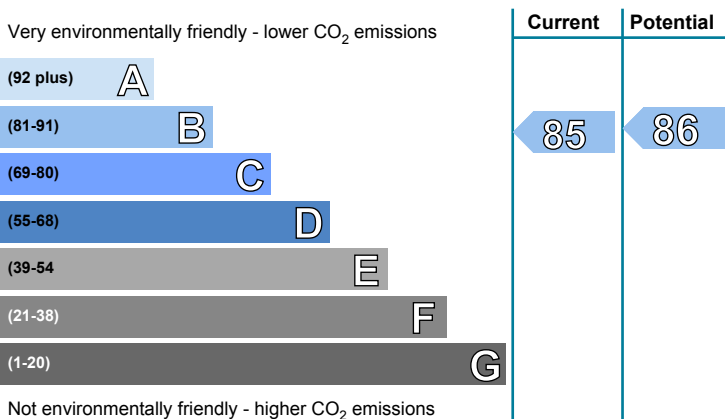 Current Potential
Very environmentally friendly - lower CO2 emissions
(92 plus) A
(81-91) B 85 86
(69-80) C
(55-68) D
(39-54 E
(21-38) F
(1-20) G
Not environmentally friendly - higher CO2 emissions